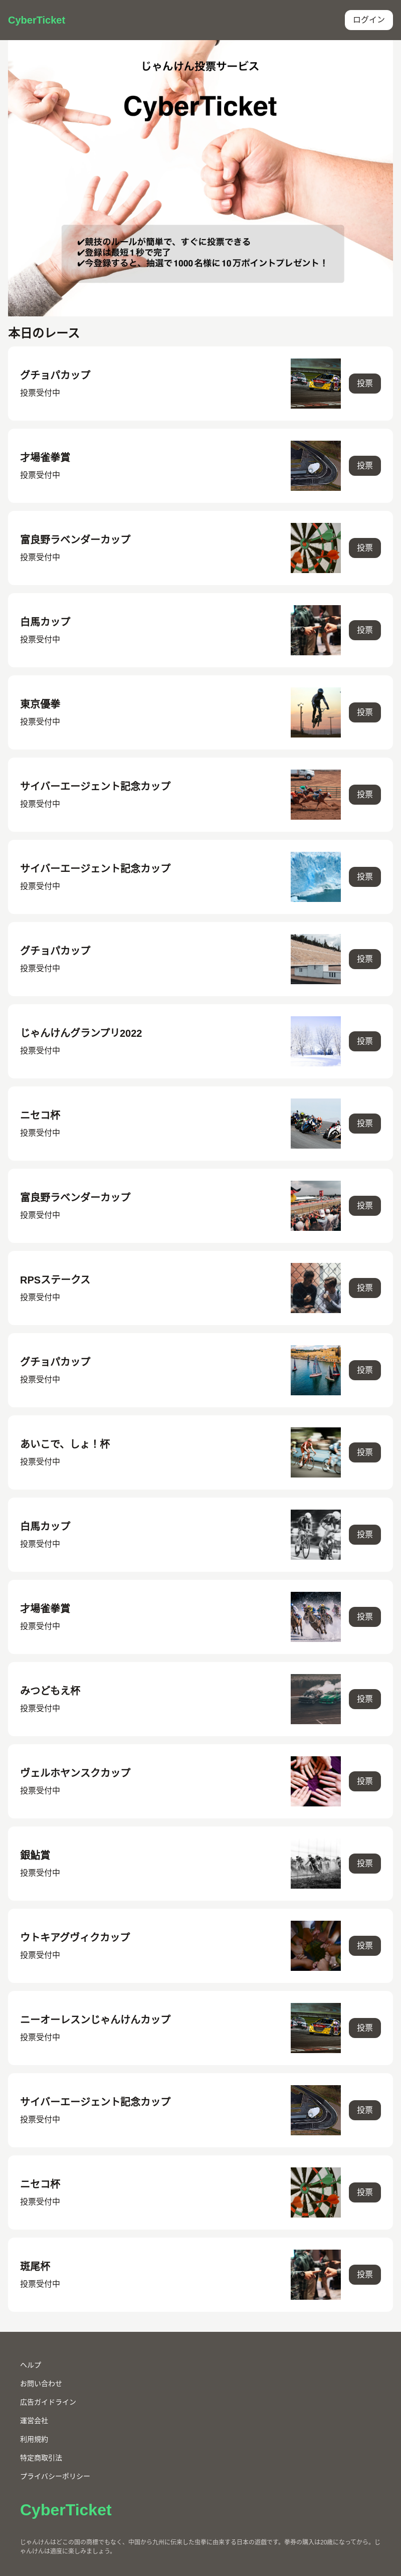 CyberTicket
ログイン
じゃんけん投票サービス
CyberTicket
✔競技のルールが簡単で、すぐに投票できる
✔登録は最短1秒で完了
✔今登録すると、抽選で1000名様に10万ポイントプレゼント！
本日のレース
グチョパカップ
投票受付中
投票
才場雀拳賞
投票受付中
投票
富良野ラベンダーカップ
投票受付中
投票
白馬カップ
投票受付中
投票
東京優拳
投票受付中
投票
サイバーエージェント記念カップ
投票受付中
投票
サイバーエージェント記念カップ
投票受付中
投票
グチョパカップ
投票受付中
投票
じゃんけんグランプリ2022
投票受付中
投票
ニセコ杯
投票受付中
投票
富良野ラベンダーカップ
投票受付中
投票
RPSステークス
投票受付中
投票
グチョパカップ
投票受付中
投票
あいこで、しょ！杯
投票受付中
投票
白馬カップ
投票受付中
投票
才場雀拳賞
投票受付中
投票
みつどもえ杯
投票受付中
投票
ヴェルホヤンスクカップ
投票受付中
投票
銀鮎賞
投票受付中
投票
ウトキアグヴィクカップ
投票受付中
投票
ニーオーレスンじゃんけんカップ
投票受付中
投票
サイバーエージェント記念カップ
投票受付中
投票
ニセコ杯
投票受付中
投票
斑尾杯
投票受付中
投票
ヘルプ
お問い合わせ
広告ガイドライン
運営会社
利用規約
特定商取引法
プライバシーポリシー
CyberTicket
じゃんけんはどこの国の商標でもなく、中国から九州に伝来した虫拳に由来する日本の遊戯です。拳券の購入は20歳になってから。じ
ゃんけんは適度に楽しみましょう。